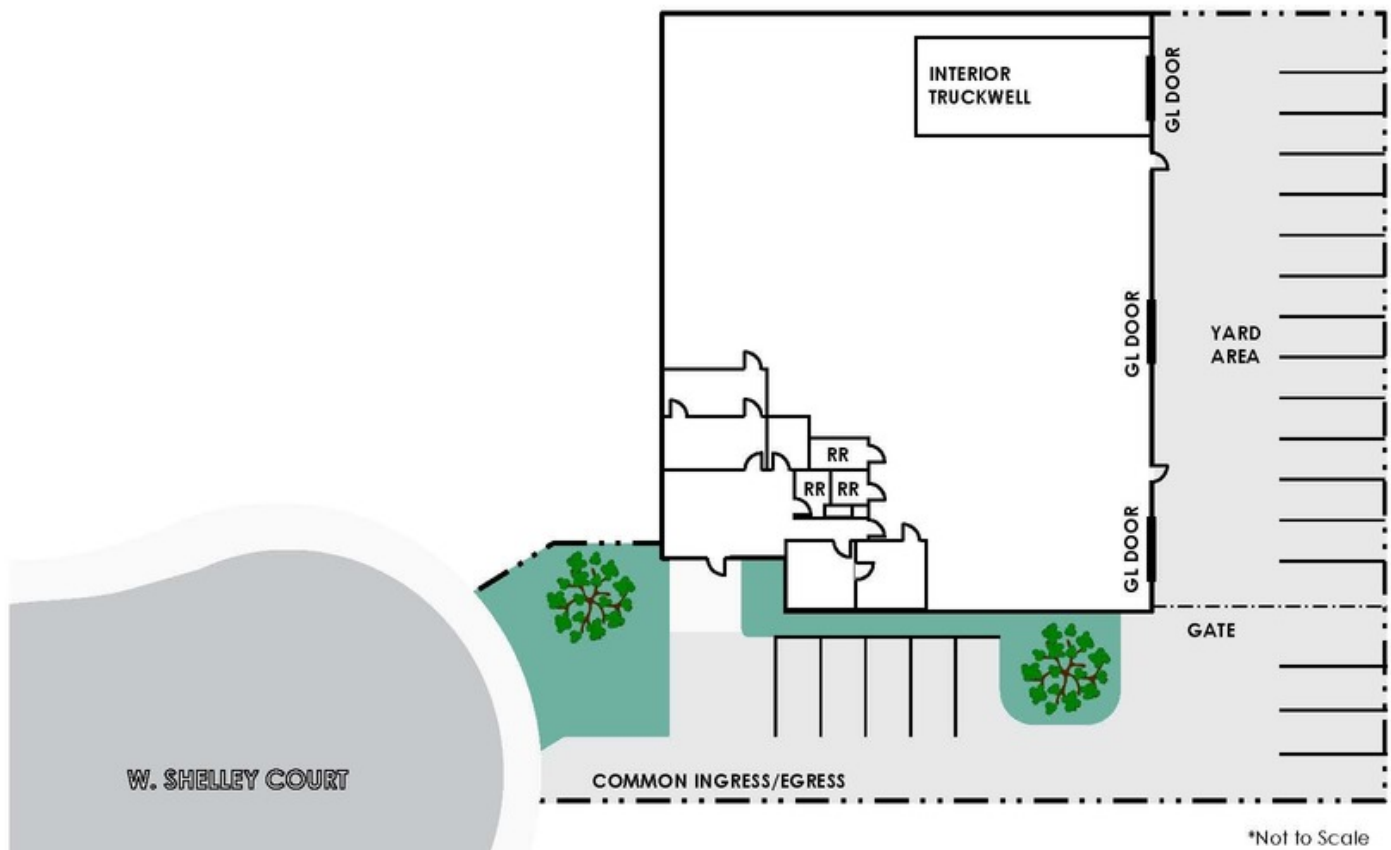 INTERIOR
TRUCKWELL
GL DOOR
GL DOOR
YARD
AREA
RR
RR
RR
GL DOOR
GATE
W. SHELLEY COURT
COMMON INGRESS/EGRESS
*Not to Scale